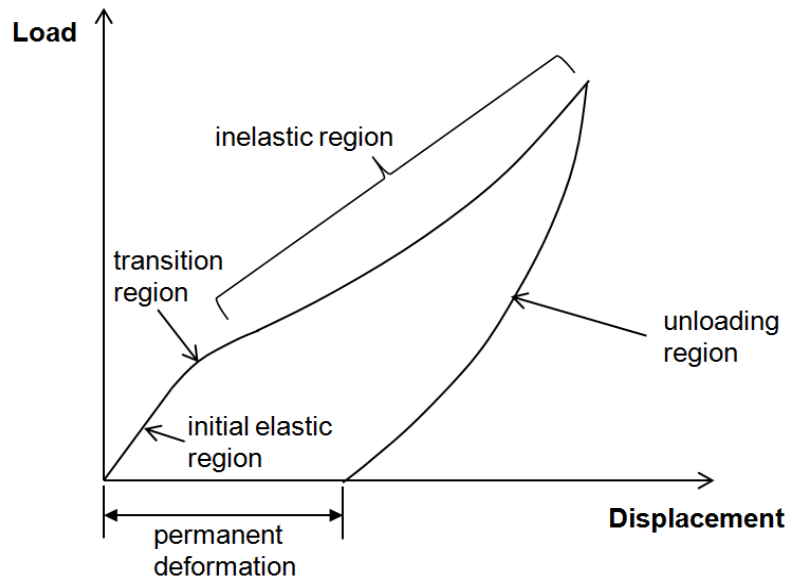 Load
inelastic region
transition
region
unloading
region
initial elastic
region
Displacement
permanent
deformation